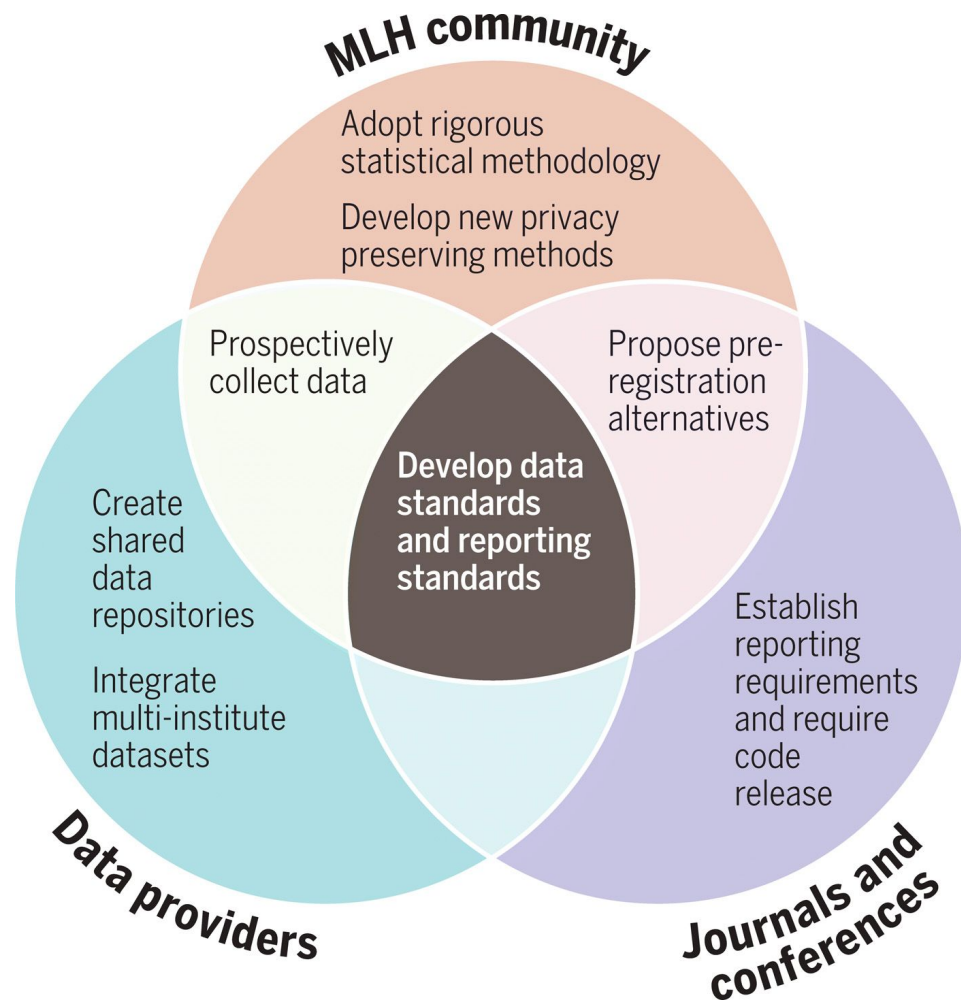 MLH community
Adopt rigorous
statistical methodology
Develop new privacy
preserving methods
Prospectively
collect data
Propose pre-
registration
alternatives
Develop data
standards
and reporting
standards
Create
shared
data
repositories
Integrate
multi-institute
datasets
Establish
reporting
requirements
and require
code
release
Data providers
Journals and
conferences